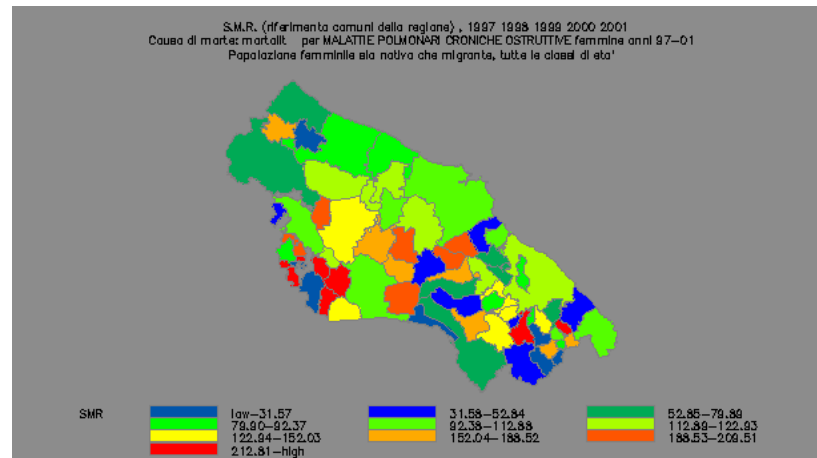 S.M.R. (riferimento comuni della regione) , 1997 1998 1999 2000 2001
Causa di morte: mortalit per MALATTIE POLMONARI CRONICHE OSTRUTTIVE femmine anni 97-01
Popolazione femminile sia nativa che migrante, tutte le classi di eta'
SMR low-31.57 31.58-52.84 52.85-79.89
79.90-92.37 92.38-112.88 112.89-122.93
122.94-152.03 152.04-188.52 188.53-209.51
212.81-high